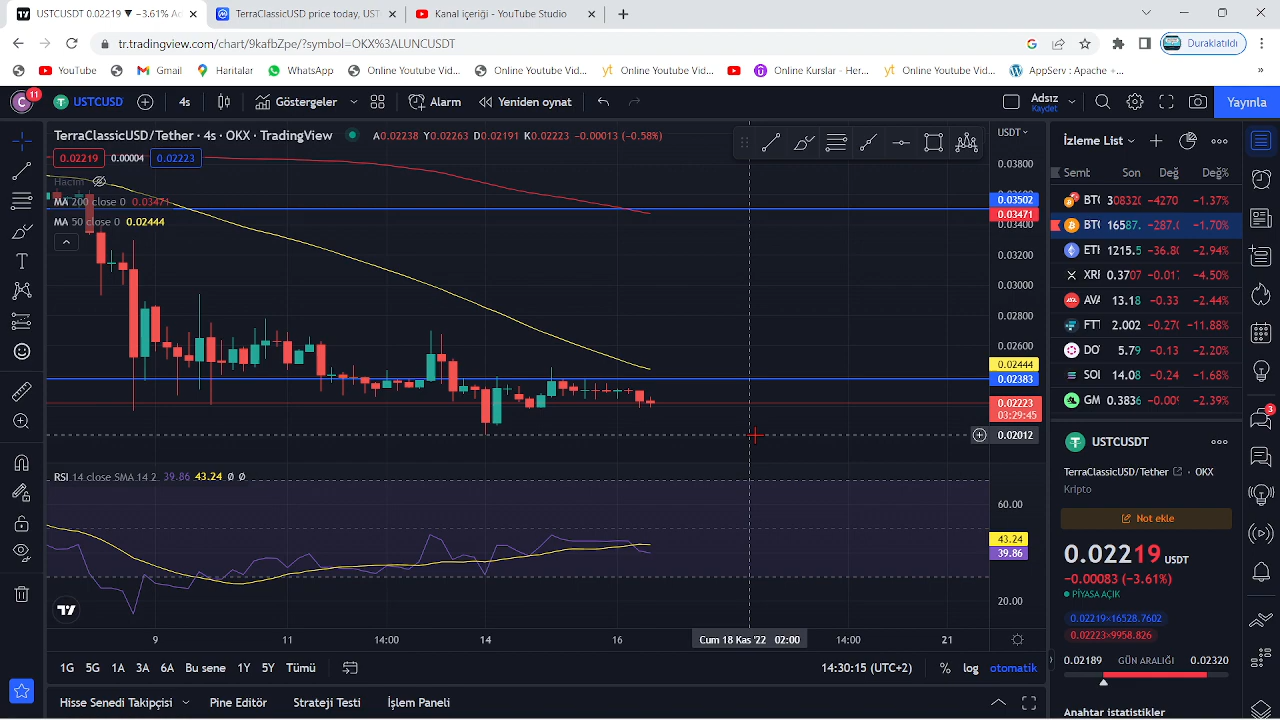 USTCUSDT 0.02219 ▼ −3.61% A
TerraClassicUSD price today, UST
Kanal içeriği - YouTube Studio
tr.tradingview.com/chart/9kafbZpe/?symbol=OKX%3ALUNCUSDT
Duraklatıldı
YouTube
Gmail
Haritalar
WhatsApp
Online Youtube Vid...
Online Youtube Vid...
Online Youtube Vid...
Online Kurslar - Her...
Online Youtube Vid...
AppServ : Apache +...
»
C 11
USTCUSD
4s
Göstergeler
Alarm
Yeniden oynat
Adsız
Kaydet
Yayınla
TerraClassicUSD/Tether · 4s · OKX · TradingView
A0.02238 Y0.02263 D0.02191 K0.02223 −0.00013 (−0.58%)
0.02219 0.00004 0.02223
Hacim
MA 200 close 0 0.03471
MA 50 close 0 0.02444
USDT
0.03800
0.03502
0.03471
0.03400
0.03200
0.03000
0.02800
0.02600
0.02444
0.02383
0.02223
03:29:45
0.02012
RSI 14 close SMA 14 2 39.86 43.24 Ø Ø
60.00
43.24
39.86
20.00
9 11 14:00 14 16 Cum 18 Kas '22 02:00 14:00 21
1G 5G 1A 3A 6A Bu sene 1Y 5Y Tümü
14:30:15 (UTC+2) % log otomatik
Hisse Senedi Takipçisi Pine Editör Strateji Testi İşlem Paneli
İzleme List
Semt Son Değ Değ%
BTC 30832 −4270 −1.37%
BTC 16587. −287.0 −1.70%
ETH 1215.5 −36.80 −2.94%
XRI 0.3707 −0.01 −4.50%
AVA 13.18 −0.33 −2.44%
FTT 2.002 −0.270 −11.88%
DO 5.79 −0.13 −2.20%
SOI 14.08 −0.24 −1.68%
GM 0.3836 −0.00 −2.39%
3
USTCUSDT
TerraClassicUSD/Tether · OKX
Kripto
Not ekle
0.02219 USDT
−0.00083 (−3.61%)
PİYASA AÇIK
0.02219×16528.7602
0.02223×9958.826
0.02189 GÜN ARALIĞI 0.02320
Anahtar istatistikler